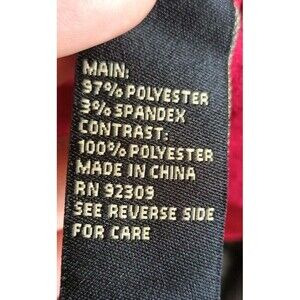 MAIN:
97% POLYESTER
3% SPANDEX
CONTRAST:
100% POLYESTER
MADE IN CHINA
RN 92309
SEE REVERSE SIDE
FOR CARE